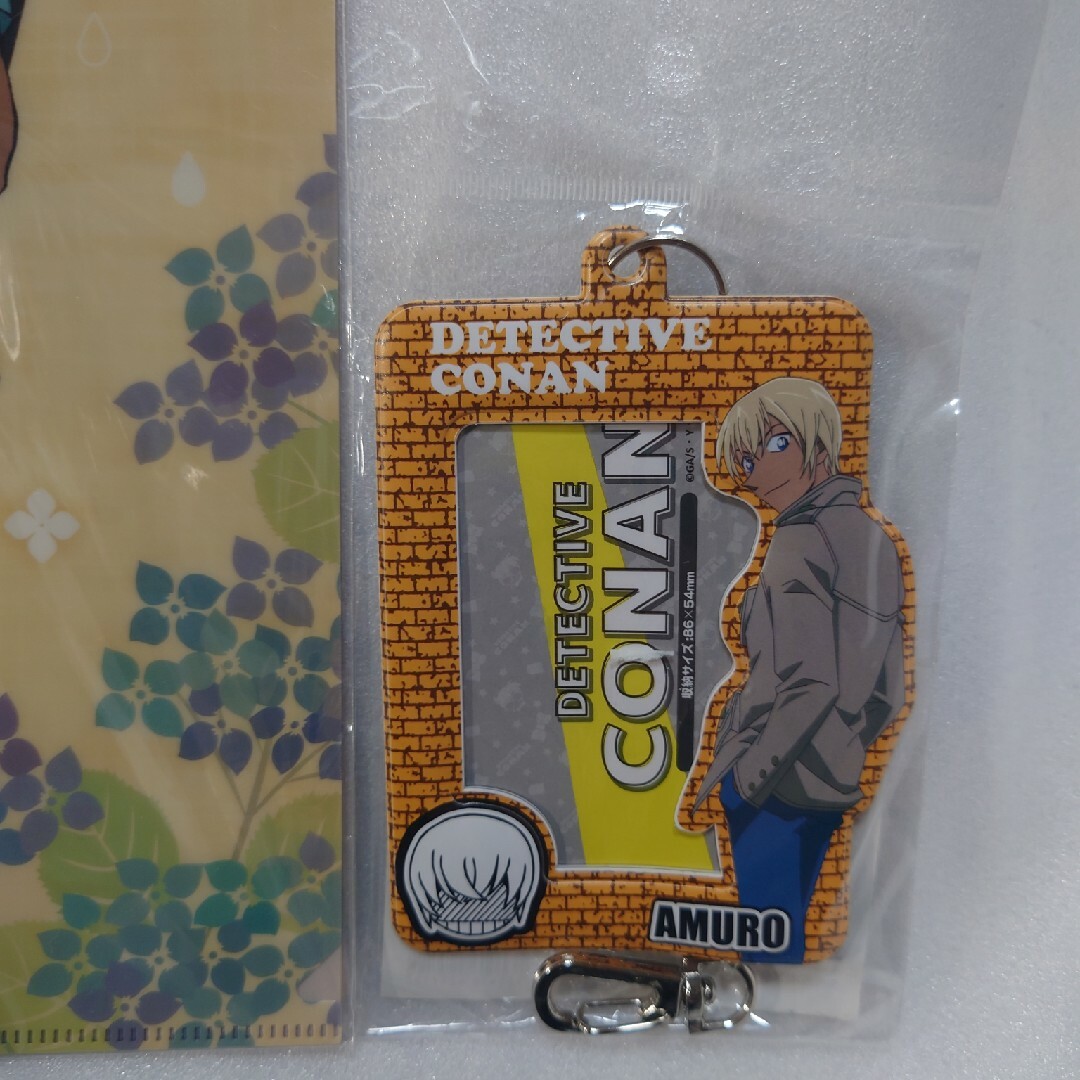 DETECTIVE
CONAN
DETECTIVE
CONAN
©GA/S・Y
収納サイズ:86×54mm
AMURO